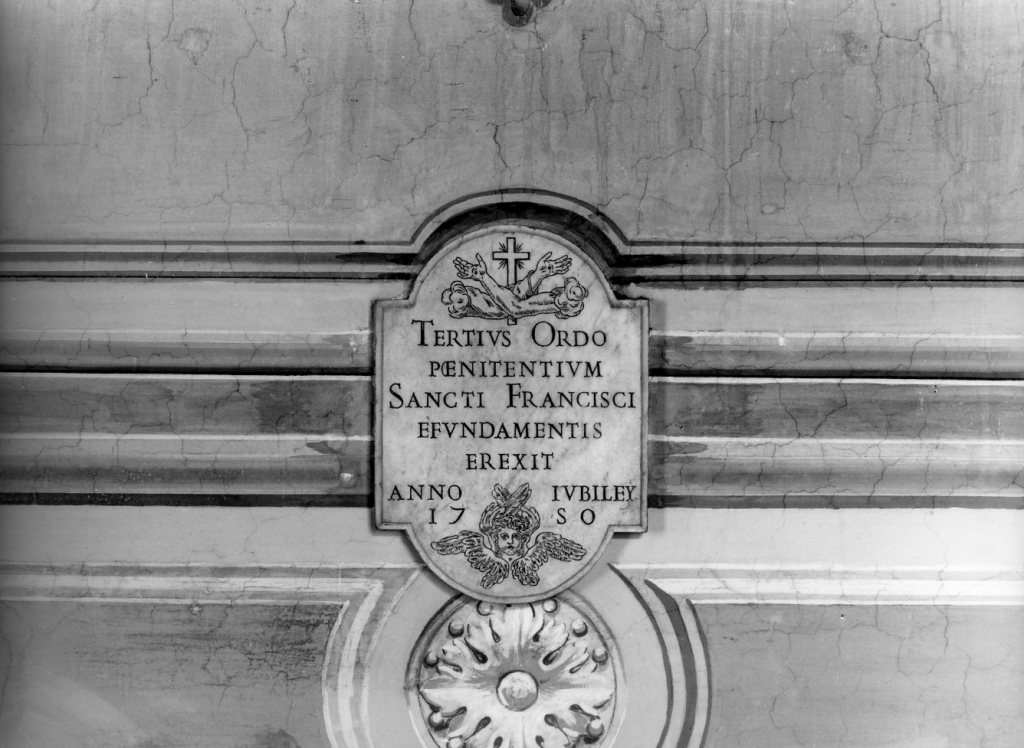 TERTIVS ORDO
PŒNITENTIVM
SANCTI FRANCISCI
EFVNDAMENTIS
EREXIT
ANNO IVBILEY
17 50